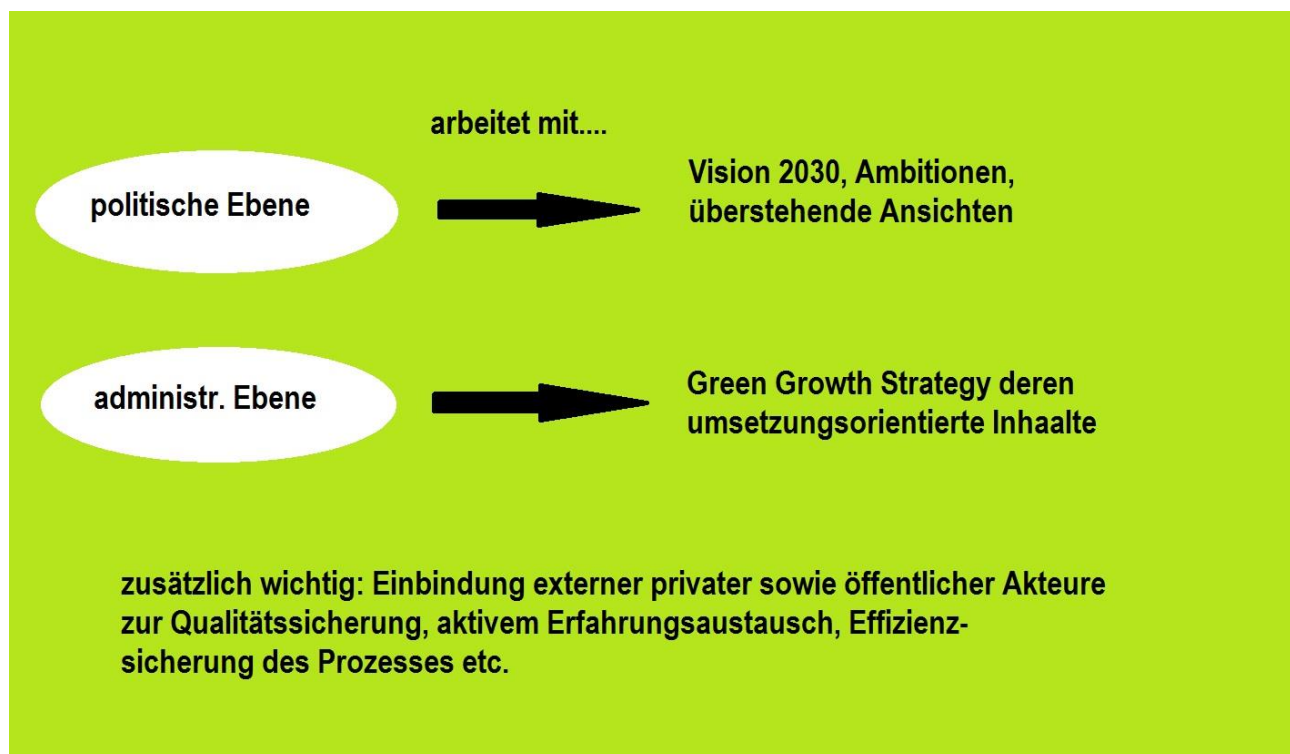 arbeitet mit....
politische Ebene
Vision 2030, Ambitionen,
überstehende Ansichten
administr. Ebene
Green Growth Strategy deren
umsetzungsorientierte Inhaalte
zusätzlich wichtig: Einbindung externer privater sowie öffentlicher Akteure
zur Qualitätssicherung, aktivem Erfahrungsaustausch, Effizienz-
sicherung des Prozesses etc.